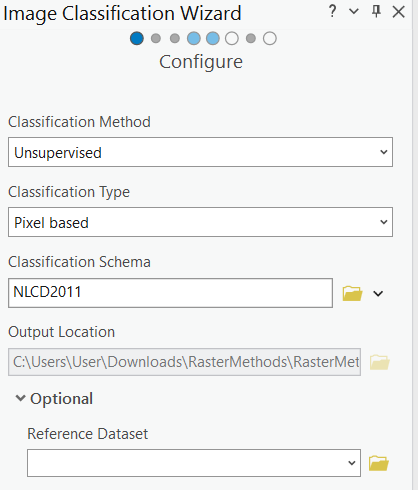 Image Classification Wizard
Configure
Classification Method
Unsupervised
Classification Type
Pixel based
Classification Schema
NLCD2011
Output Location
C:\Users\User\Downloads\RasterMethods\RasterMet
Optional
Reference Dataset